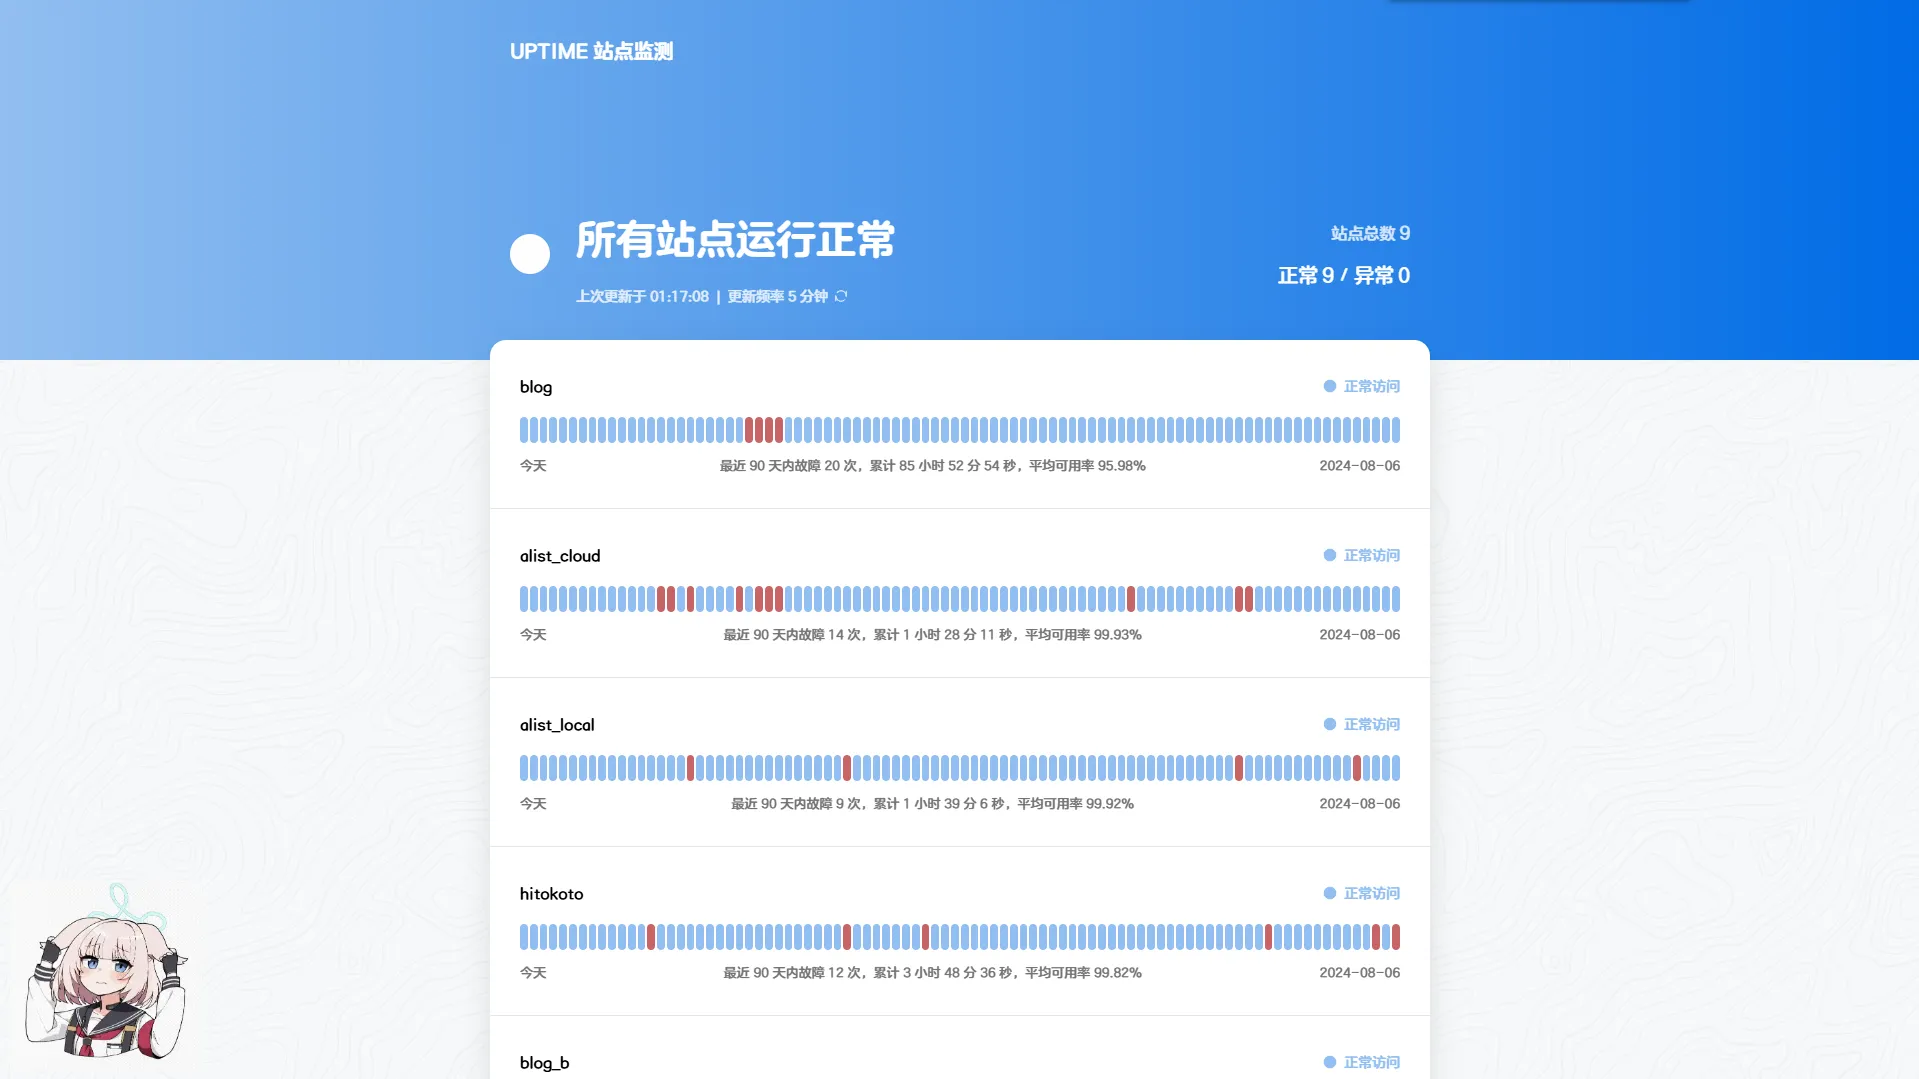 UPTIME 站点监测
所有站点运行正常
上次更新于 01:17:08 | 更新频率 5 分钟
站点总数 9
正常 9 / 异常 0
blog
正常访问
今天
最近 90 天内故障 20 次，累计 85 小时 52 分 54 秒，平均可用率 95.98%
2024-08-06
alist_cloud
正常访问
今天
最近 90 天内故障 14 次，累计 1 小时 28 分 11 秒，平均可用率 99.93%
2024-08-06
alist_local
正常访问
今天
最近 90 天内故障 9 次，累计 1 小时 39 分 6 秒，平均可用率 99.92%
2024-08-06
hitokoto
正常访问
今天
最近 90 天内故障 12 次，累计 3 小时 48 分 36 秒，平均可用率 99.82%
2024-08-06
blog_b
正常访问